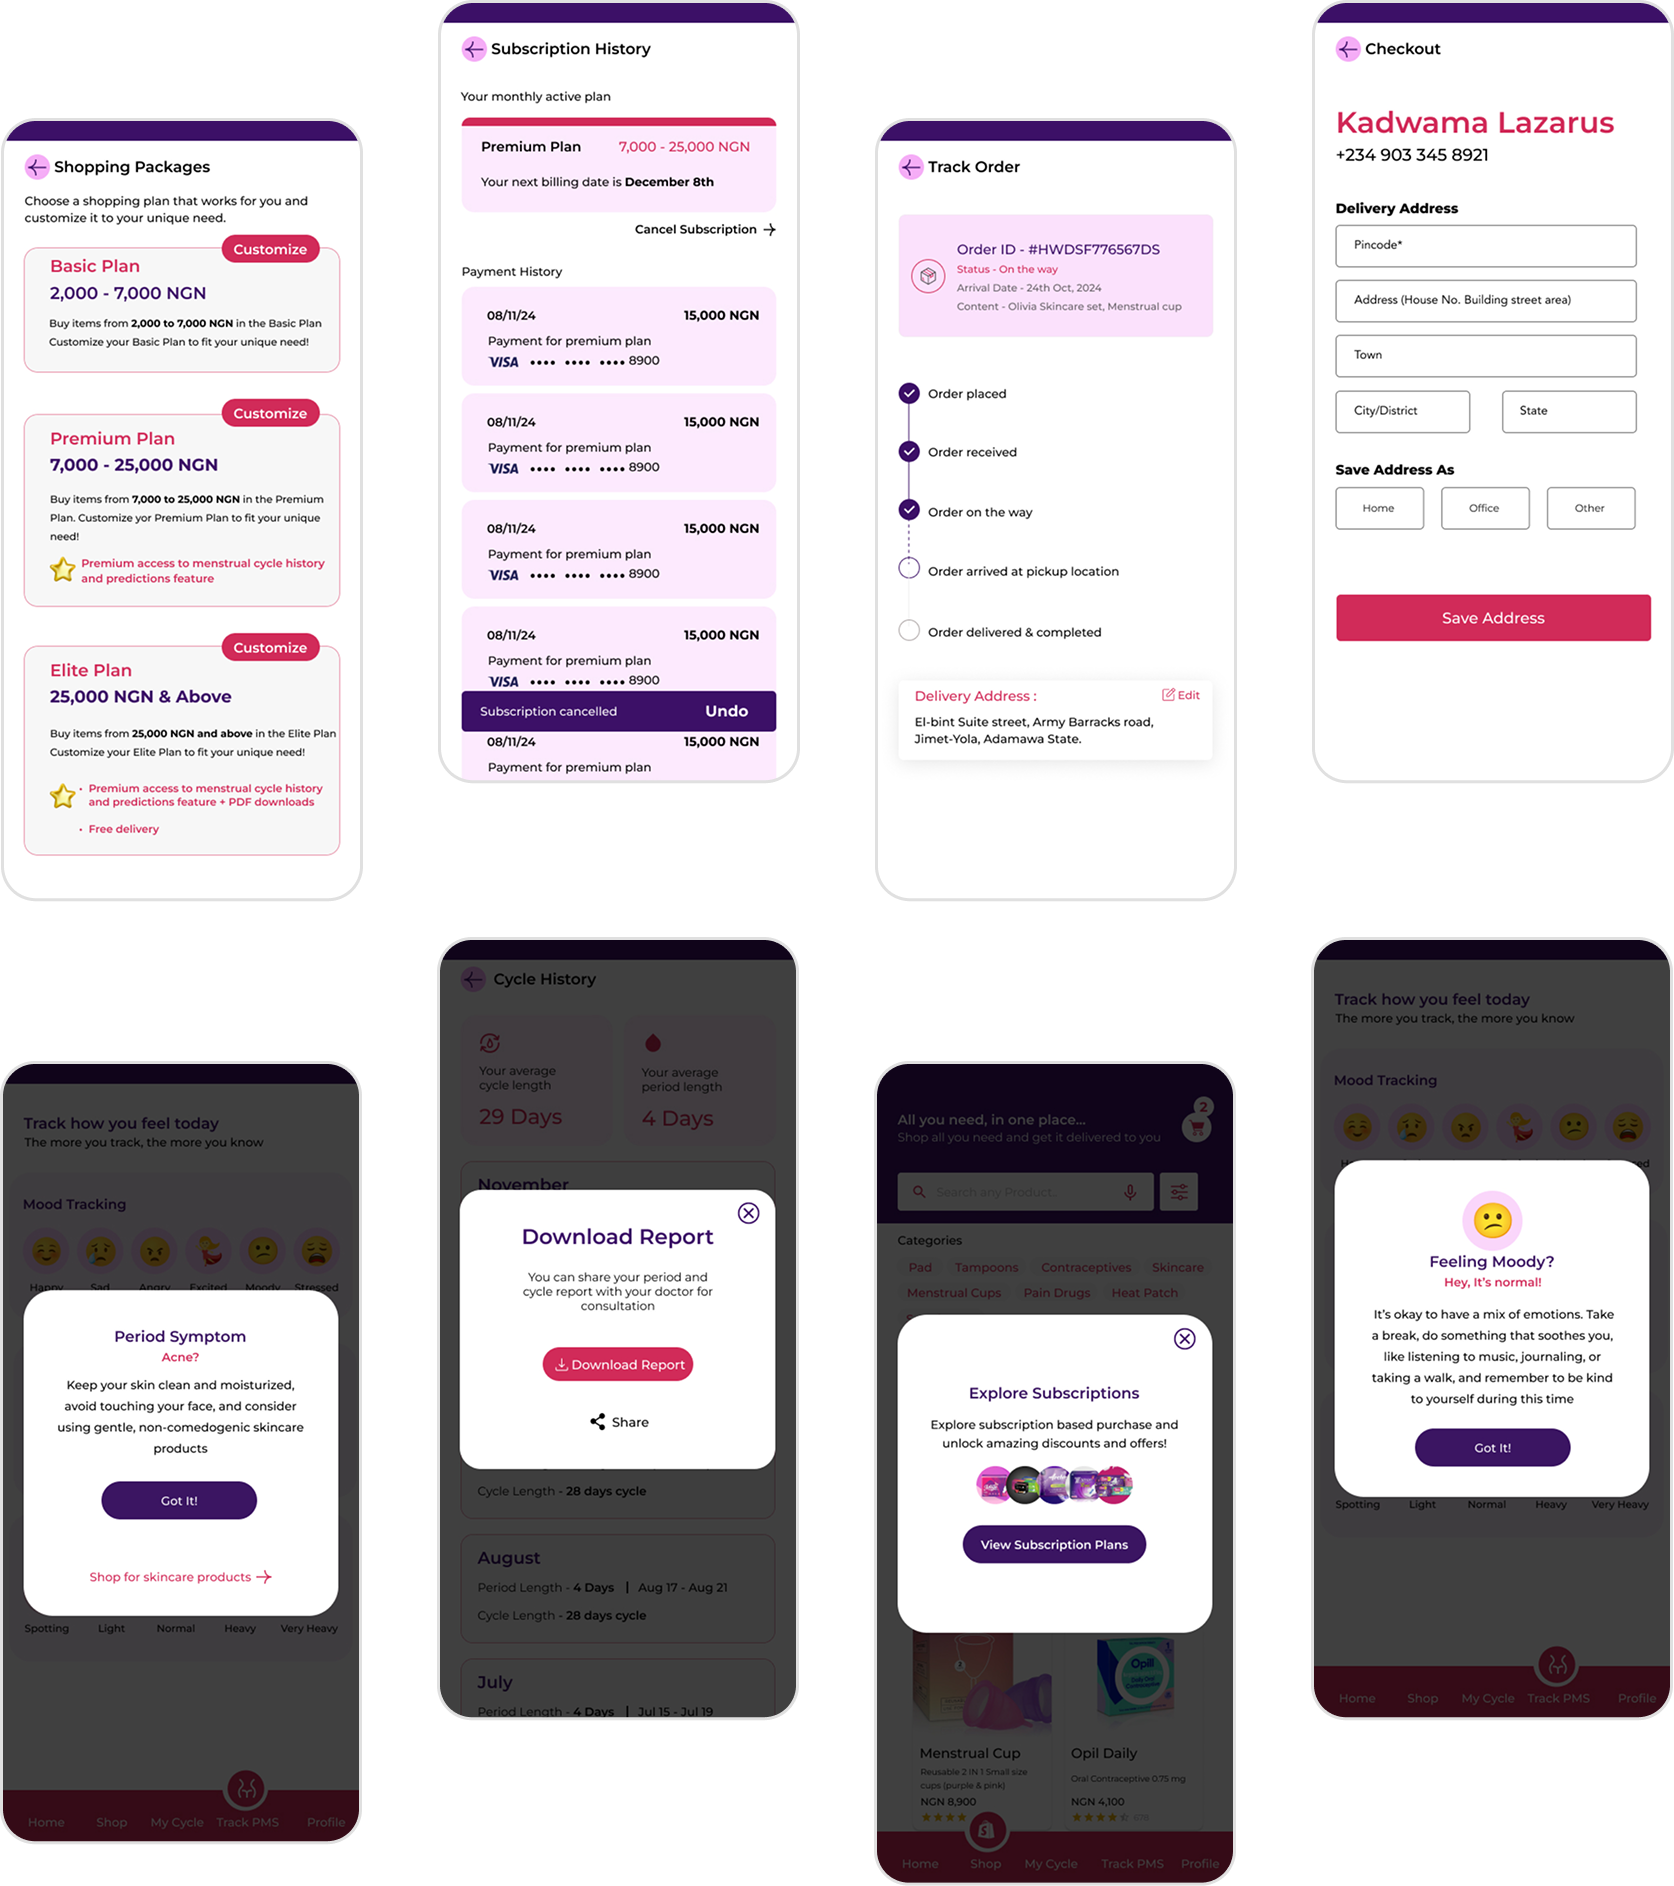 Shopping Packages
Choose a shopping plan that works for you and
customize it to your unique need.
Customize
Basic Plan
2,000 - 7,000 NGN
Buy items from 2,000 to 7,000 NGN in the Basic Plan
Customize your Basic Plan to fit your unique need!
Customize
Premium Plan
7,000 - 25,000 NGN
Buy items from 7,000 to 25,000 NGN in the Premium
Plan. Customize yor Premium Plan to fit your unique
need!
Premium access to menstrual cycle history
and predictions feature
Customize
Elite Plan
25,000 NGN & Above
Buy items from 25,000 NGN and above in the Elite Plan
Customize your Elite Plan to fit your unique need!
• Premium access to menstrual cycle history
and predictions feature + PDF downloads
• Free delivery
Subscription History
Your monthly active plan
Premium Plan 7,000 - 25,000 NGN
Your next billing date is December 8th
Cancel Subscription
Payment History
08/11/24 15,000 NGN
Payment for premium plan
VISA •••• •••• •••• 8900
08/11/24 15,000 NGN
Payment for premium plan
VISA •••• •••• •••• 8900
08/11/24 15,000 NGN
Payment for premium plan
VISA •••• •••• •••• 8900
08/11/24 15,000 NGN
Payment for premium plan
VISA •••• •••• •••• 8900
Subscription cancelled Undo
08/11/24 15,000 NGN
Payment for premium plan
Track Order
Order ID - #HWDSF776567DS
Status - On the way
Arrival Date - 24th Oct, 2024
Content - Olivia Skincare set, Menstrual cup
Order placed
Order received
Order on the way
Order arrived at pickup location
Order delivered & completed
Delivery Address : Edit
El-bint Suite street, Army Barracks road,
Jimet-Yola, Adamawa State.
Checkout
Kadwama Lazarus
+234 903 345 8921
Delivery Address
Pincode*
Address (House No. Building street area)
Town
City/District State
Save Address As
Home Office Other
Save Address
Track how you feel today
The more you track, the more you know
Mood Tracking
Happy Sad Angry Excited Moody Stressed
Period Symptom
Acne?
Keep your skin clean and moisturized,
avoid touching your face, and consider
using gentle, non-comedogenic skincare
products
Got It!
Shop for skincare products
Spotting Light Normal Heavy Very Heavy
Home Shop My Cycle Track PMS Profile
Cycle History
Your average
cycle length
29 Days
Your average
period length
4 Days
November
Download Report
You can share your period and
cycle report with your doctor for
consultation
Download Report
Share
Cycle Length - 28 days cycle
August
Period Length - 4 Days | Aug 17 - Aug 21
Cycle Length - 28 days cycle
July
Period Length - 4 Days | Jul 15 - Jul 19
All you need, in one place...
Shop all you need and get it delivered to you
2
Search any Product..
Categories
Pad Tampoons Contraceptives Skincare
Menstrual Cups Pain Drugs Heat Patch
Explore Subscriptions
Explore subscription based purchase and
unlock amazing discounts and offers!
View Subscription Plans
Opill
Menstrual Cup
Reusable 2 IN 1 Small size
cups (purple & pink)
NGN 8,900
Opil Daily
Oral Contraceptive 0.75 mg
NGN 4,100
Home Shop My Cycle Track PMS Profile
Track how you feel today
The more you track, the more you know
Mood Tracking
Feeling Moody?
Hey, It's normal!
It's okay to have a mix of emotions. Take
a break, do something that soothes you,
like listening to music, journaling, or
taking a walk, and remember to be kind
to yourself during this time
Got It!
Spotting Light Normal Heavy Very Heavy
Home Shop My Cycle Track PMS Profile